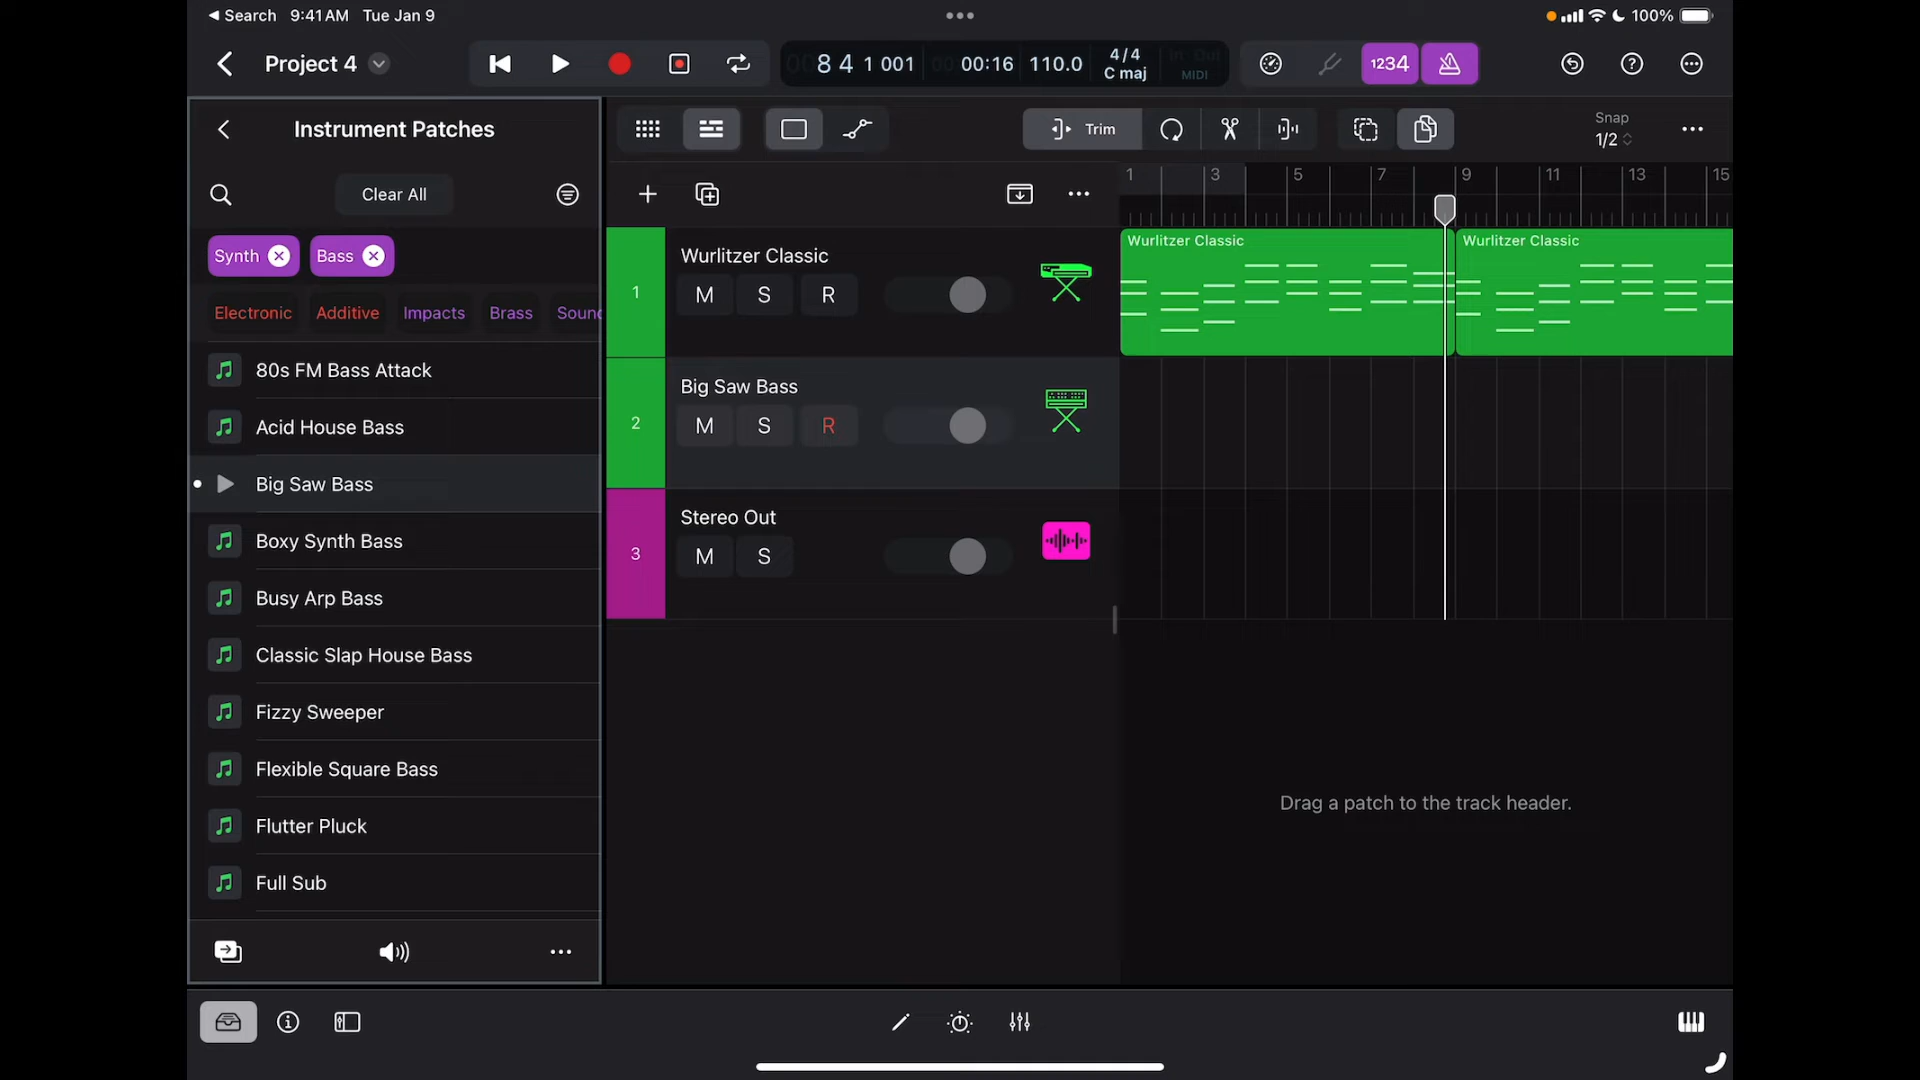 ◀ Search 9:41 AM Tue Jan 9
100%
Project 4
8 4 1 001
00:16
110.0
4/4
C maj
In Out
MIDI
1234
Instrument Patches
Clear All
Synth
Bass
Electronic Additive Impacts Brass Sound
80s FM Bass Attack
Acid House Bass
Big Saw Bass
Boxy Synth Bass
Busy Arp Bass
Classic Slap House Bass
Fizzy Sweeper
Flexible Square Bass
Flutter Pluck
Full Sub
Trim
Snap
1/2
1 3 5 7 9 11 13 15
1
Wurlitzer Classic
M S R
2
Big Saw Bass
M S R
3
Stereo Out
M S
Wurlitzer Classic
Wurlitzer Classic
Drag a patch to the track header.